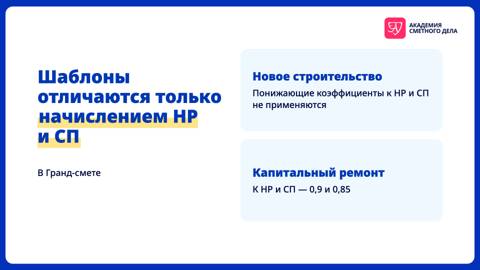 АКАДЕМИЯ
СМЕТНОГО ДЕЛА
Шаблоны
отличаются только
начислением НР
и СП
В Гранд-смете
Новое строительство
Понижающие коэффициенты к НР и СП
не применяются
Капитальный ремонт
К НР и СП — 0,9 и 0,85